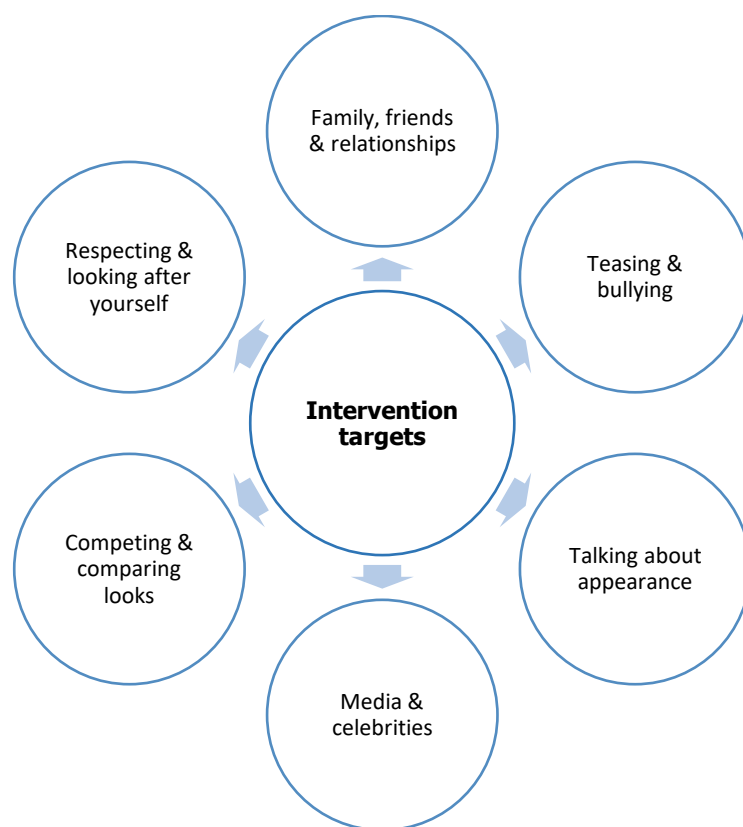 Family, friends
& relationships
Respecting &
looking after
yourself
Teasing &
bullying
Intervention
targets
Competing &
comparing
looks
Talking about
appearance
Media &
celebrities